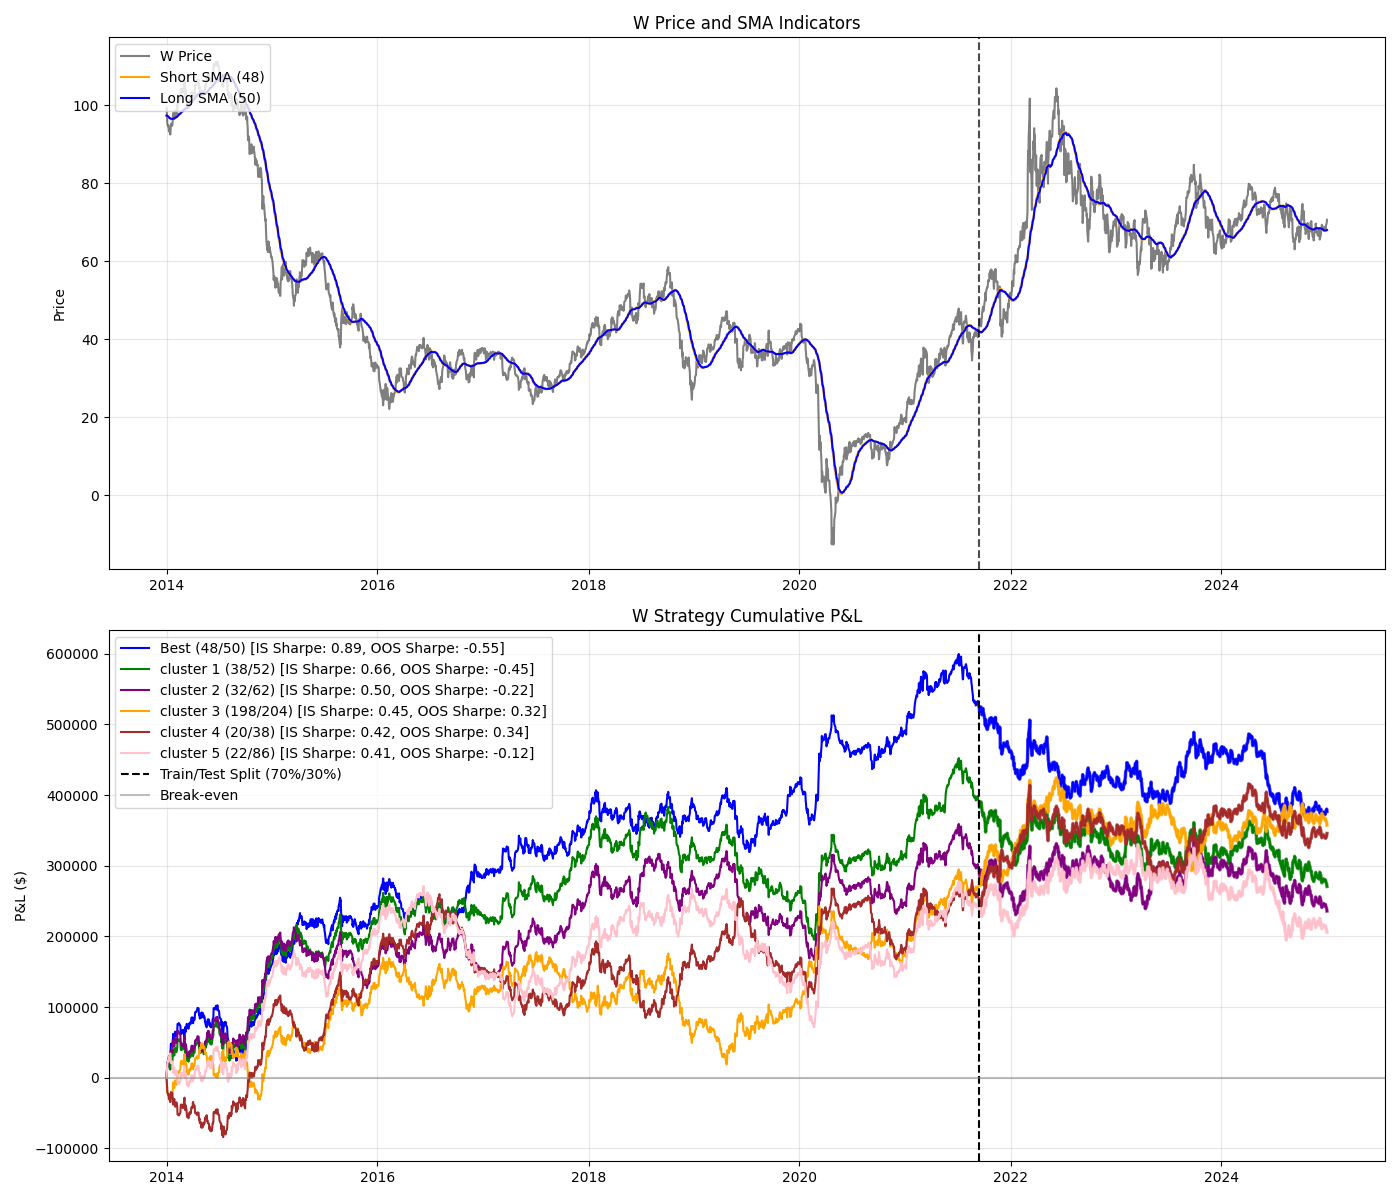 W Price and SMA Indicators
W Price
Short SMA (48)
Long SMA (50)
Price
100
80
60
40
20
0
2014
2016
2018
2020
2022
2024
W Strategy Cumulative P&L
Best (48/50) [IS Sharpe: 0.89, OOS Sharpe: -0.55]
cluster 1 (38/52) [IS Sharpe: 0.66, OOS Sharpe: -0.45]
cluster 2 (32/62) [IS Sharpe: 0.50, OOS Sharpe: -0.22]
cluster 3 (198/204) [IS Sharpe: 0.45, OOS Sharpe: 0.32]
cluster 4 (20/38) [IS Sharpe: 0.42, OOS Sharpe: 0.34]
cluster 5 (22/86) [IS Sharpe: 0.41, OOS Sharpe: -0.12]
Train/Test Split (70%/30%)
Break-even
P&L ($)
600000
500000
400000
300000
200000
100000
0
−100000
2014
2016
2018
2020
2022
2024